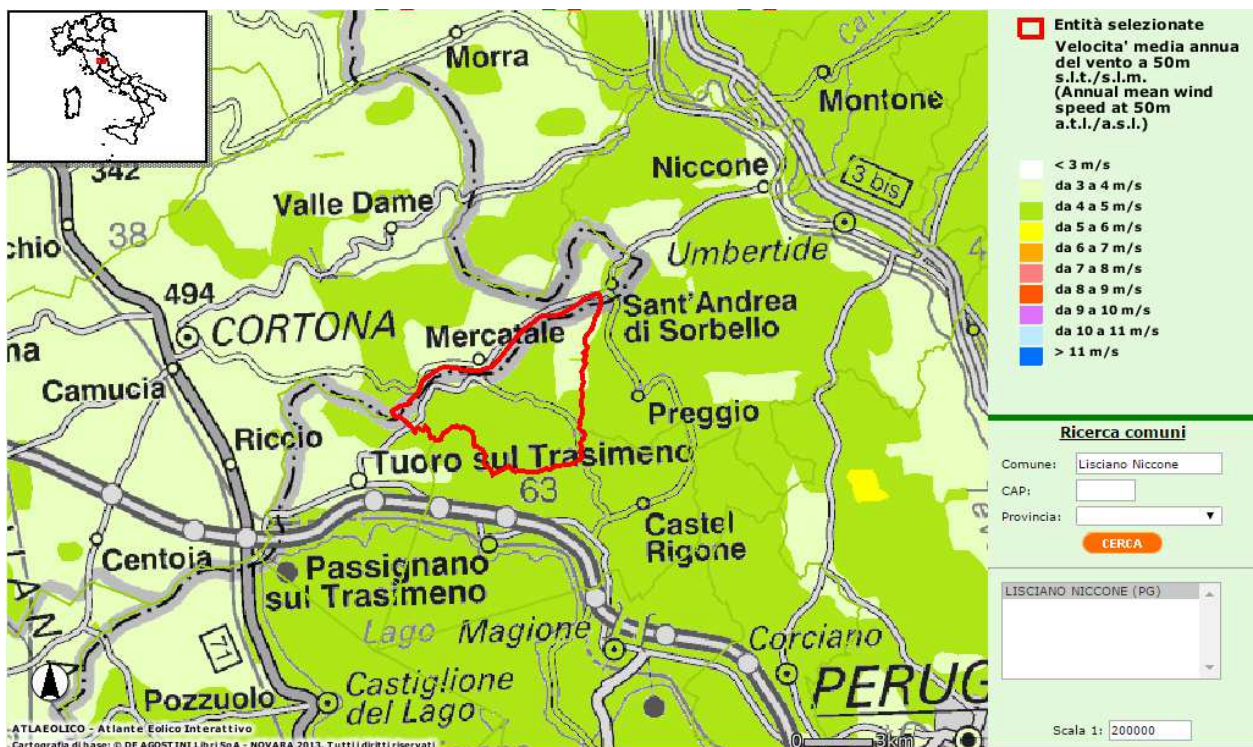 Morra
Montone
342
Niccone
3 bis
Valle Dame
38
Umbertide
494
Sant'Andrea
di Sorbello
CORTONA
Mercatale
Camucia
Preggio
Riccio
Tuoro sul Trasimeno
63
Castel
Rigone
Centoia
Passignano
sul Trasimeno
Lago
Magione
Corciano
71
Pozzuolo
Castiglione
del Lago
PERUG
ATLAEOLICO - Atlante Eolico Interattivo
Cartografia di base: © DE AGOSTINI Libri S.p.A. - NOVARA 2013. Tutti i diritti riservati
0 3km
Entità selezionate
Velocita' media annua
del vento a 50m
s.l.t./s.l.m.
(Annual mean wind
speed at 50m
a.t.l./a.s.l.)
< 3 m/s
da 3 a 4 m/s
da 4 a 5 m/s
da 5 a 6 m/s
da 6 a 7 m/s
da 7 a 8 m/s
da 8 a 9 m/s
da 9 a 10 m/s
da 10 a 11 m/s
> 11 m/s
Ricerca comuni
Comune: Lisciano Niccone
CAP:
Provincia:
CERCA
LISCIANO NICCONE (PG)
Scala 1: 200000